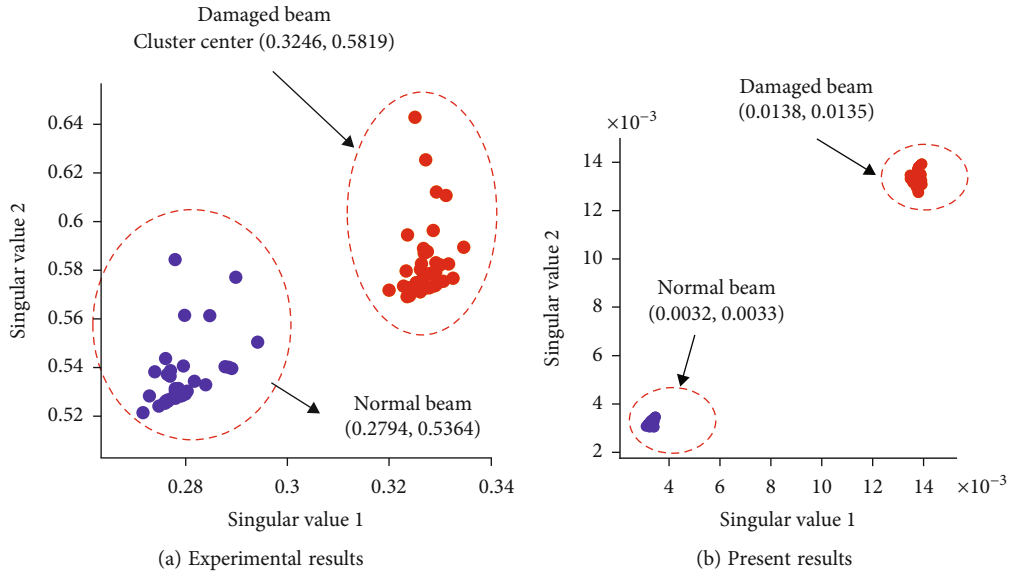 Damaged beam
Cluster center (0.3246, 0.5819)
0.64
0.62
0.6
0.58
0.56
0.54
0.52
Singular value 2
Normal beam
(0.2794, 0.5364)
0.28
0.3
0.32
0.34
Singular value 1
(a) Experimental results
Damaged beam
(0.0138, 0.0135)
×10⁻³
14
12
10
8
6
4
2
Singular value 2
Normal beam
(0.0032, 0.0033)
4
6
8
10
12
14
×10⁻³
Singular value 1
(b) Present results